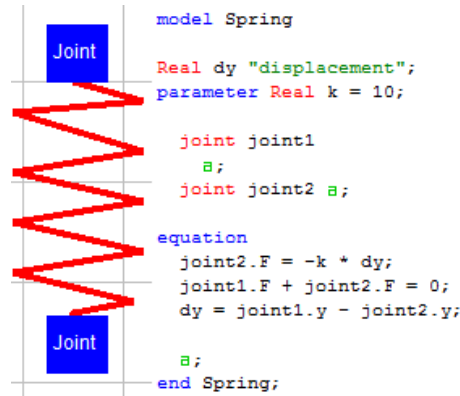 Joint
model Spring
Real dy "displacement";
parameter Real k = 10;
joint joint1
a;
joint joint2 a;
equation
joint2.F = -k * dy;
joint1.F + joint2.F = 0;
dy = joint1.y - joint2.y;
Joint
a;
end Spring;